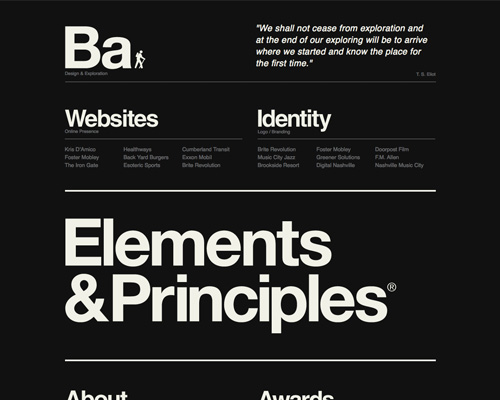 Ba
Design & Exploration
"We shall not cease from exploration and
at the end of our exploring will be to arrive
where we started and know the place for
the first time."
T. S. Eliot
Websites
Online Presence
Kris D'Amico
Foster Mobley
The Iron Gate
Healthways
Back Yard Burgers
Esoteric Sports
Cumberland Transit
Exxon Mobil
Brite Revolution
Identity
Logo / Branding
Brite Revolution
Music City Jazz
Brookside Resort
Foster Mobley
Greener Solutions
Digital Nashville
Doorpost Film
F.M. Allen
Nashville Music City
Elements
& Principles®
About
Awards